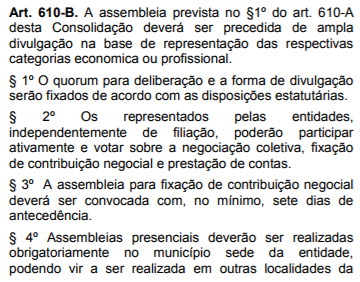 Art. 610-B. A assembleia prevista no §1º do art. 610-A
desta Consolidação deverá ser precedida de ampla
divulgação na base de representação das respectivas
categorias economica ou profissional.
§ 1º O quorum para deliberação e a forma de divulgação
serão fixados de acordo com as disposições estatutárias.
§ 2º Os representados pelas entidades,
independentemente de filiação, poderão participar
ativamente e votar sobre a negociação coletiva, fixação
de contribuição negocial e prestação de contas.
§ 3º A assembleia para fixação de contribuição negocial
deverá ser convocada com, no mínimo, sete dias de
antecedência.
§ 4º Assembleias presenciais deverão ser realizadas
obrigatoriamente no município sede da entidade,
podendo vir a ser realizada em outras localidades da